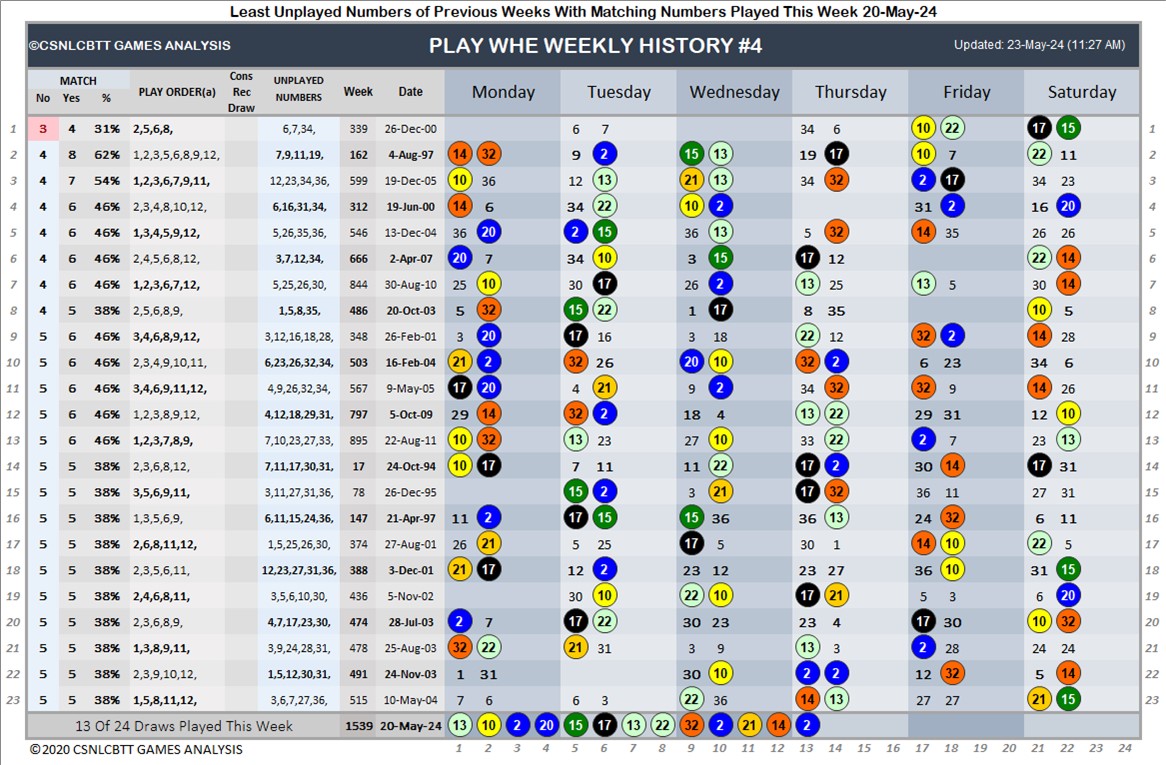 Least Unplayed Numbers of Previous Weeks With Matching Numbers Played This Week 20-May-24
©CSNLCBTT GAMES ANALYSIS PLAY WHE WEEKLY HISTORY #4 Updated: 23-May-24 (11:27 AM)
MATCH No Yes % PLAY ORDER(a) Cons Rec Draw UNPLAYED NUMBERS Week Date Monday Tuesday Wednesday Thursday Friday Saturday
1 3 4 31% 2,5,6,8, 6,7,34, 339 26-Dec-00 6 7 34 6 10 22 17 15 1
2 4 8 62% 1,2,3,5,6,8,9,12, 7,9,11,19, 162 4-Aug-97 14 32 9 2 15 13 19 17 10 7 22 11 2
3 4 7 54% 1,2,3,6,7,9,11, 12,23,34,36, 599 19-Dec-05 10 36 12 13 21 13 34 32 2 17 34 23 3
4 4 6 46% 2,3,4,8,10,12, 6,16,31,34, 312 19-Jun-00 14 6 34 22 10 2 31 2 16 20 4
5 4 6 46% 1,3,4,5,9,12, 5,26,35,36, 546 13-Dec-04 36 20 2 15 36 13 5 32 14 35 26 26 5
6 4 6 46% 2,4,5,6,8,12, 3,7,12,34, 666 2-Apr-07 20 7 34 10 3 15 17 12 22 14 6
7 4 6 46% 1,2,3,6,7,12, 5,25,26,30, 844 30-Aug-10 25 10 30 17 26 2 13 25 13 5 30 14 7
8 4 5 38% 2,5,6,8,9, 1,5,8,35, 486 20-Oct-03 5 32 15 22 1 17 8 35 10 5 8
9 5 6 46% 3,4,6,8,9,12, 3,12,16,18,28, 348 26-Feb-01 3 20 17 16 3 18 22 12 32 2 14 28 9
10 5 6 46% 2,3,4,9,10,11, 6,23,26,32,34, 503 16-Feb-04 21 2 32 26 20 10 32 2 6 23 34 6 10
11 5 6 46% 3,4,6,9,11,12, 4,9,26,32,34, 567 9-May-05 17 20 4 21 9 2 34 32 32 9 14 26 11
12 5 6 46% 1,2,3,8,9,12, 4,12,18,29,31, 797 5-Oct-09 29 14 32 2 18 4 13 22 29 31 12 10 12
13 5 6 46% 1,2,3,7,8,9, 7,10,23,27,33, 895 22-Aug-11 10 32 13 23 27 10 33 22 2 7 23 13 13
14 5 5 38% 2,3,6,8,12, 7,11,17,30,31, 17 24-Oct-94 10 17 7 11 11 22 17 2 30 14 17 31 14
15 5 5 38% 3,5,6,9,11, 3,11,27,31,36, 78 26-Dec-95 15 2 3 21 17 32 36 11 27 31 15
16 5 5 38% 1,3,5,6,9, 6,11,15,24,36, 147 21-Apr-97 11 2 17 15 15 36 36 13 24 32 6 11 16
17 5 5 38% 2,6,8,11,12, 1,5,25,26,30, 374 27-Aug-01 26 21 5 25 17 5 30 1 14 10 22 5 17
18 5 5 38% 2,3,5,6,11, 12,23,27,31,36, 388 3-Dec-01 21 17 12 2 23 12 23 27 36 10 31 15 18
19 5 5 38% 2,4,6,8,11, 3,5,6,10,30, 436 5-Nov-02 30 10 22 10 17 21 5 3 6 20 19
20 5 5 38% 2,3,6,8,9, 4,7,17,23,30, 474 28-Jul-03 2 7 17 22 30 23 23 4 17 30 10 32 20
21 5 5 38% 1,3,8,9,11, 3,9,24,28,31, 478 25-Aug-03 32 22 21 31 3 9 13 3 2 28 24 24 21
22 5 5 38% 2,3,9,10,12, 1,5,12,30,31, 491 24-Nov-03 1 31 30 10 2 2 12 32 5 14 22
23 5 5 38% 1,5,8,11,12, 3,6,7,27,36, 515 10-May-04 7 6 6 3 22 36 14 13 27 27 21 15 23
13 Of 24 Draws Played This Week 1539 20-May-24 13 10 2 20 15 17 13 22 32 2 21 14 2
© 2020 CSNLCBTT GAMES ANALYSIS 1 2 3 4 5 6 7 8 9 10 11 12 13 14 15 16 17 18 19 20 21 22 23 24